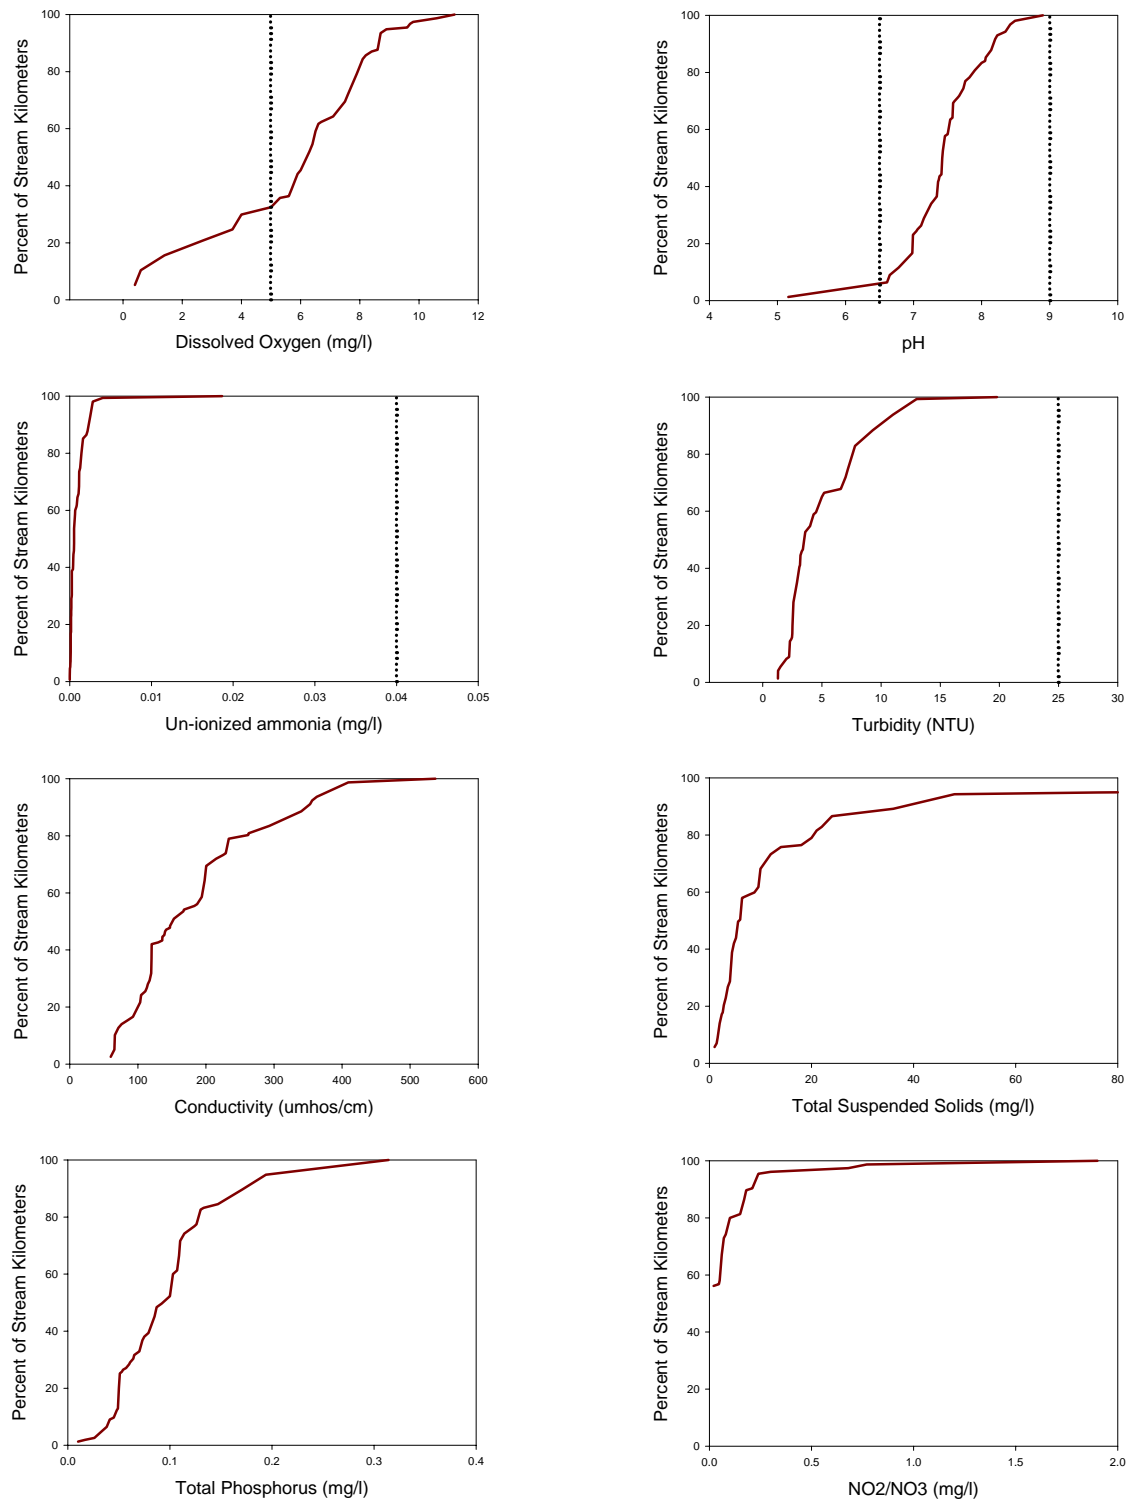 100
80
60
40
20
0
0 2 4 6 8 10 12
Percent of Stream Kilometers
Dissolved Oxygen (mg/l)
100
80
60
40
20
0
4 5 6 7 8 9 10
Percent of Stream Kilometers
pH
100
80
60
40
20
0
0.00 0.01 0.02 0.03 0.04 0.05
Percent of Stream Kilometers
Un-ionized ammonia (mg/l)
100
80
60
40
20
0
0 5 10 15 20 25 30
Percent of Stream Kilometers
Turbidity (NTU)
100
80
60
40
20
0
0 100 200 300 400 500 600
Percent of Stream Kilometers
Conductivity (umhos/cm)
100
80
60
40
20
0
0 20 40 60 80
Percent of Stream Kilometers
Total Suspended Solids (mg/l)
100
80
60
40
20
0
0.0 0.1 0.2 0.3 0.4
Percent of Stream Kilometers
Total Phosphorus (mg/l)
100
80
60
40
20
0
0.0 0.5 1.0 1.5 2.0
Percent of Stream Kilometers
NO2/NO3 (mg/l)